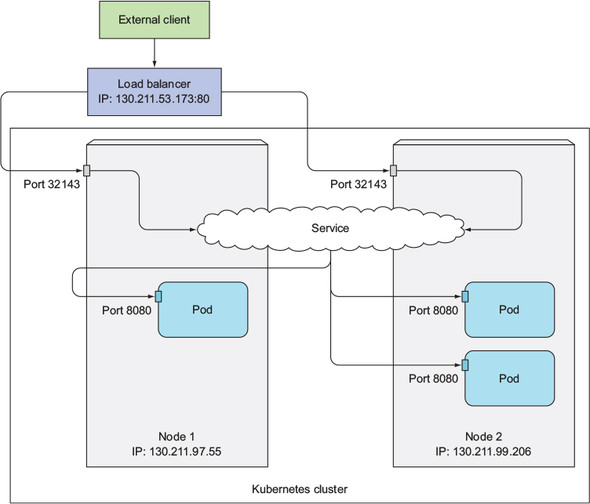 External client
Load balancer
IP: 130.211.53.173:80
Port 32143
Port 32143
Service
Port 8080
Pod
Port 8080
Pod
Port 8080
Pod
Node 1
IP: 130.211.97.55
Node 2
IP: 130.211.99.206
Kubernetes cluster